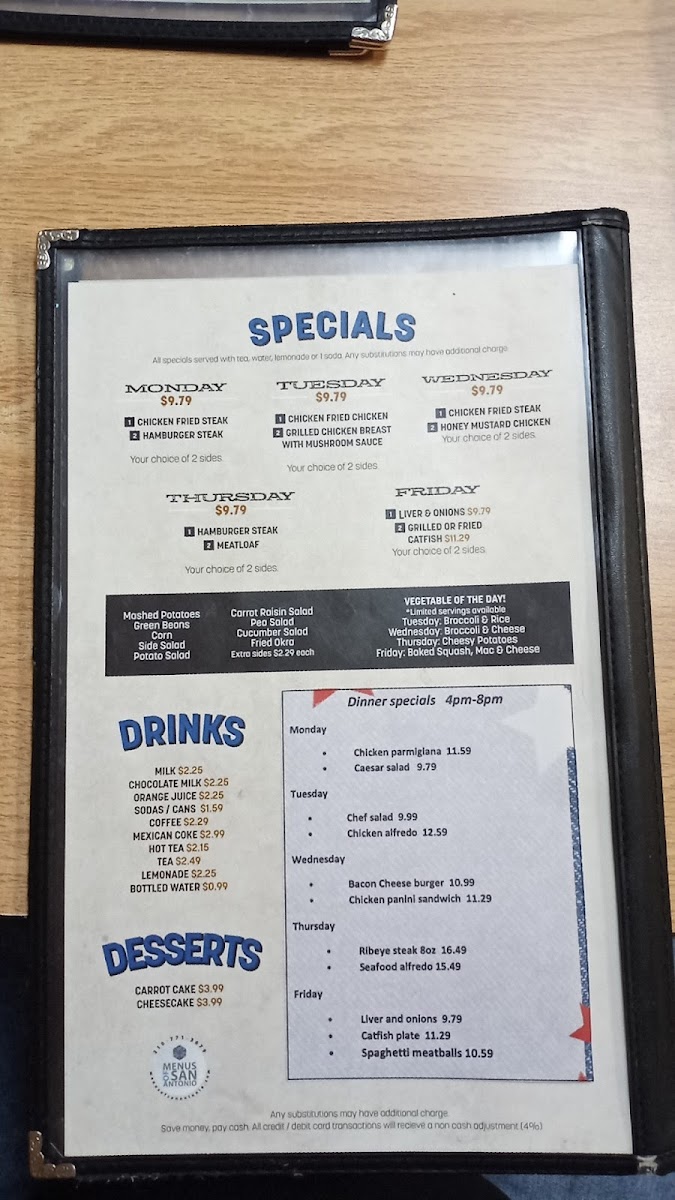 SPECIALS
All specials served with tea, water, lemonade or 1 soda. Any substitutions may have additional charge.
MONDAY
$9.79
1 CHICKEN FRIED STEAK
2 HAMBURGER STEAK
Your choice of 2 sides.
TUESDAY
$9.79
1 CHICKEN FRIED CHICKEN
2 GRILLED CHICKEN BREAST
WITH MUSHROOM SAUCE
Your choice of 2 sides.
WEDNESDAY
$9.79
1 CHICKEN FRIED STEAK
2 HONEY MUSTARD CHICKEN
Your choice of 2 sides.
THURSDAY
$9.79
1 HAMBURGER STEAK
2 MEATLOAF
Your choice of 2 sides.
FRIDAY
1 LIVER & ONIONS $9.79
2 GRILLED OR FRIED
CATFISH $11.29
Your choice of 2 sides.
Mashed Potatoes
Green Beans
Corn
Side Salad
Potato Salad
Carrot Raisin Salad
Pea Salad
Cucumber Salad
Fried Okra
Extra sides $2.29 each
VEGETABLE OF THE DAY!
*Limited servings available
Tuesday: Broccoli & Rice
Wednesday: Broccoli & Cheese
Thursday: Cheesy Potatoes
Friday: Baked Squash, Mac & Cheese
DRINKS
MILK $2.25
CHOCOLATE MILK $2.25
ORANGE JUICE $2.25
SODAS / CANS $1.59
COFFEE $2.29
MEXICAN COKE $2.99
HOT TEA $2.15
TEA $2.49
LEMONADE $2.25
BOTTLED WATER $0.99
DESSERTS
CARROT CAKE $3.99
CHEESECAKE $3.99
MENUS
OF SAN
ANTONIO
Dinner specials 4pm-8pm
Monday
• Chicken parmigiana 11.59
• Caesar salad 9.79
Tuesday
• Chef salad 9.99
• Chicken alfredo 12.59
Wednesday
• Bacon Cheese burger 10.99
• Chicken panini sandwich 11.29
Thursday
• Ribeye steak 8oz 16.49
• Seafood alfredo 15.49
Friday
• Liver and onions 9.79
• Catfish plate 11.29
• Spaghetti meatballs 10.59
Any substitutions may have additional charge.
Save money, pay cash. All credit / debit card transactions will recieve a non cash adjustment (4%)